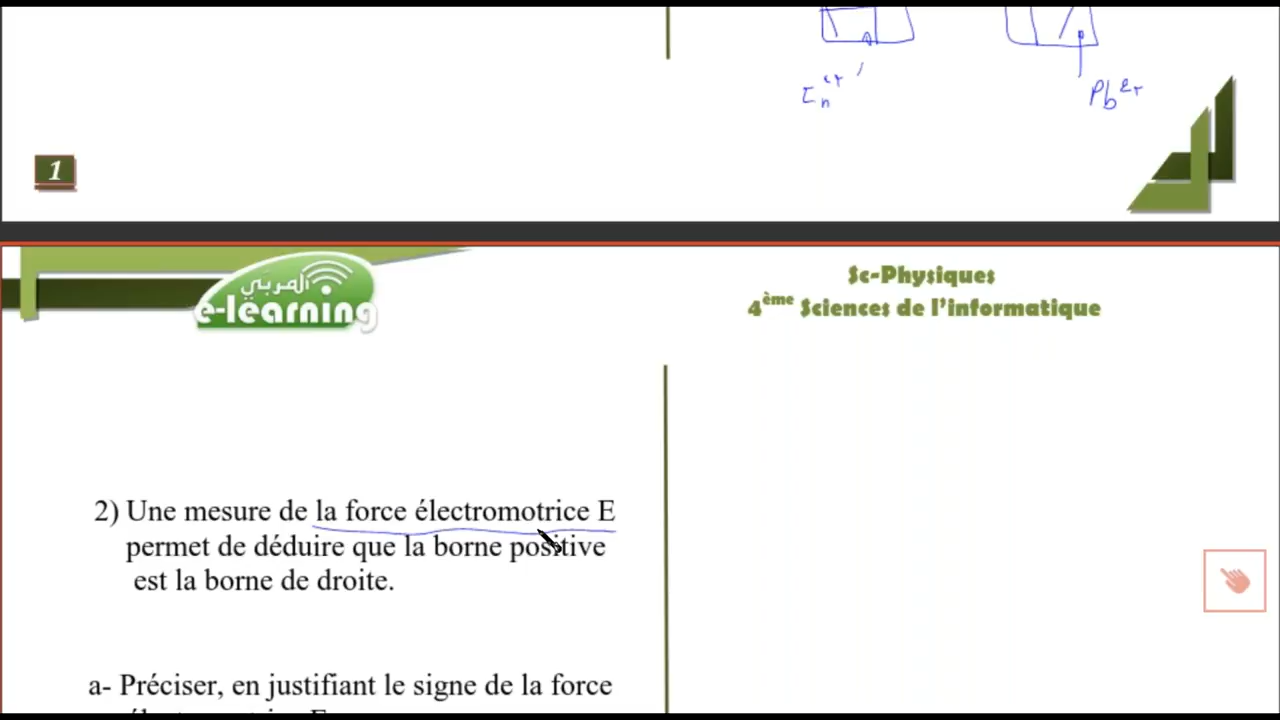 Pb²⁺
1
المربي
e-learning
Sc-Physiques
4ème Sciences de l'informatique
2) Une mesure de la force électromotrice E
permet de déduire que la borne positive
est la borne de droite.
a- Préciser, en justifiant le signe de la force